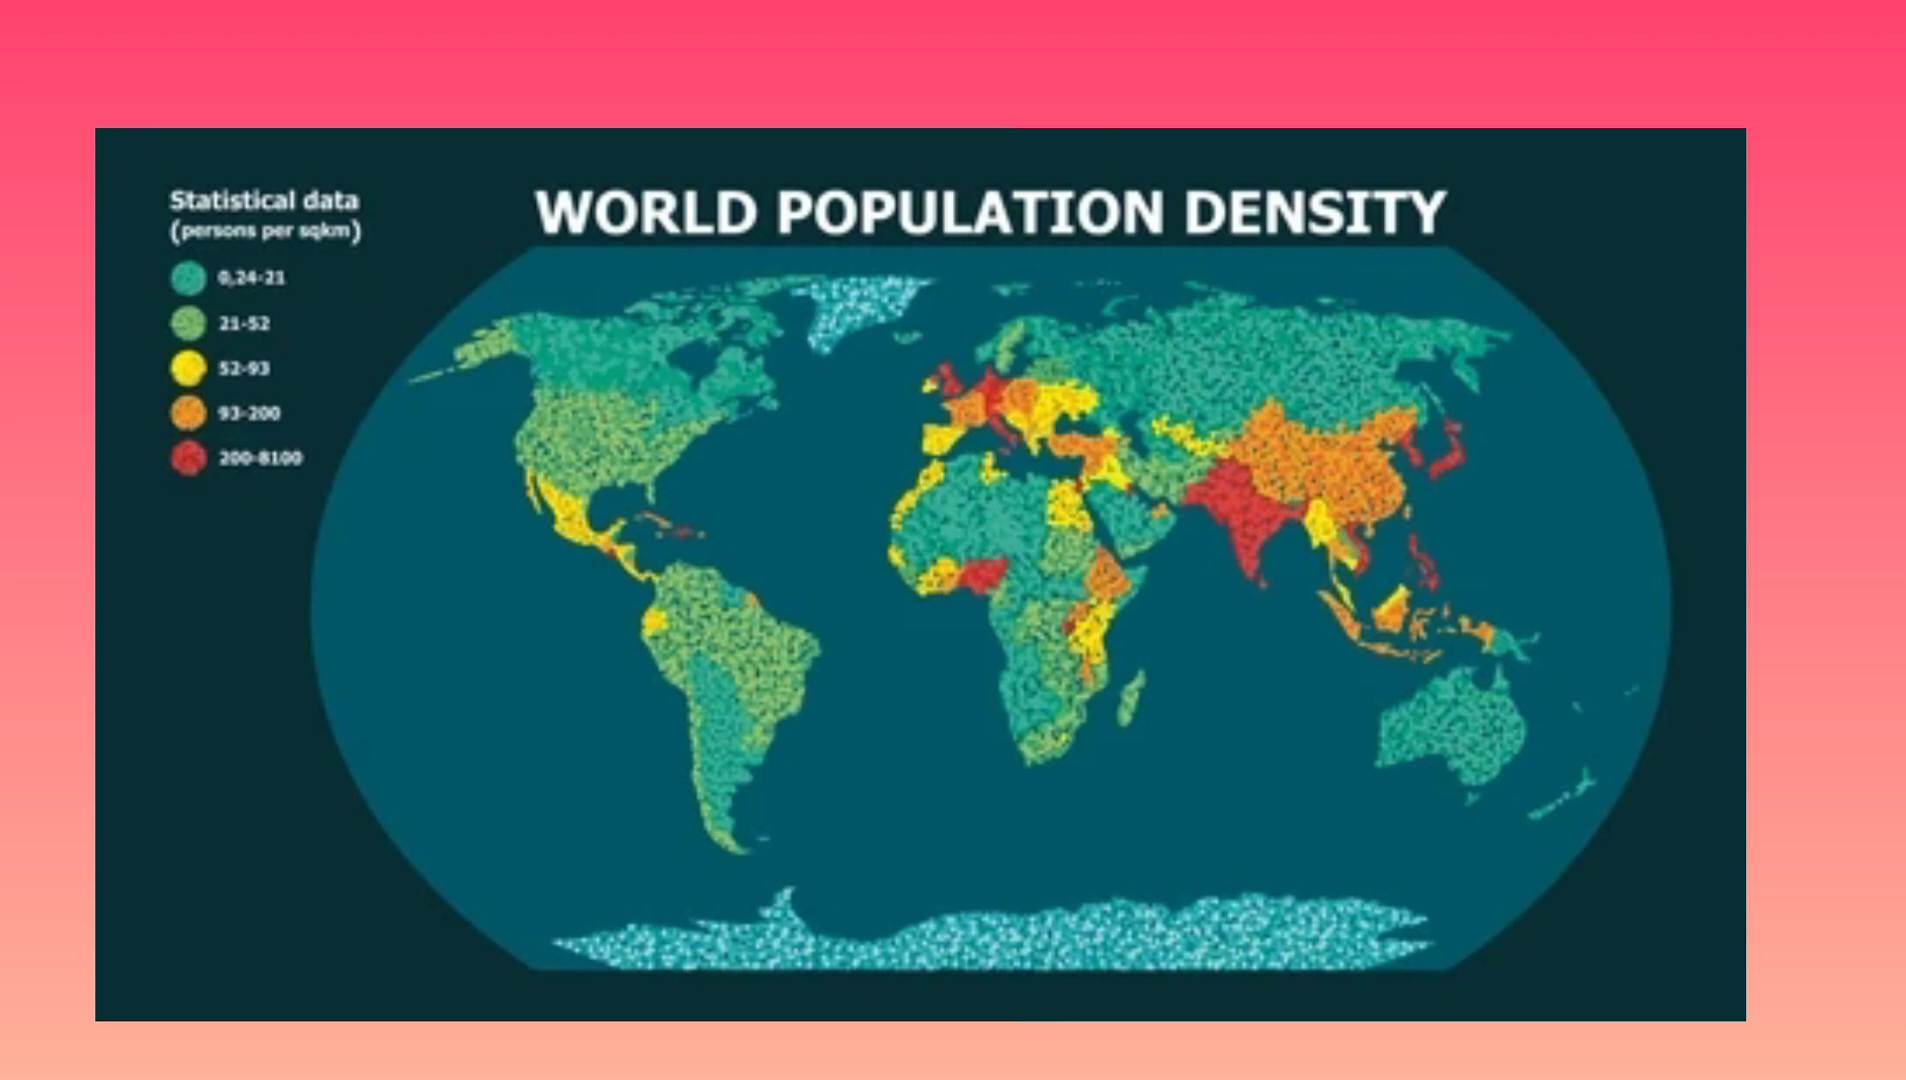 WORLD POPULATION DENSITY
Statistical data
(persons per sqkm)
0,24-21
21-52
52-93
93-200
200-8100